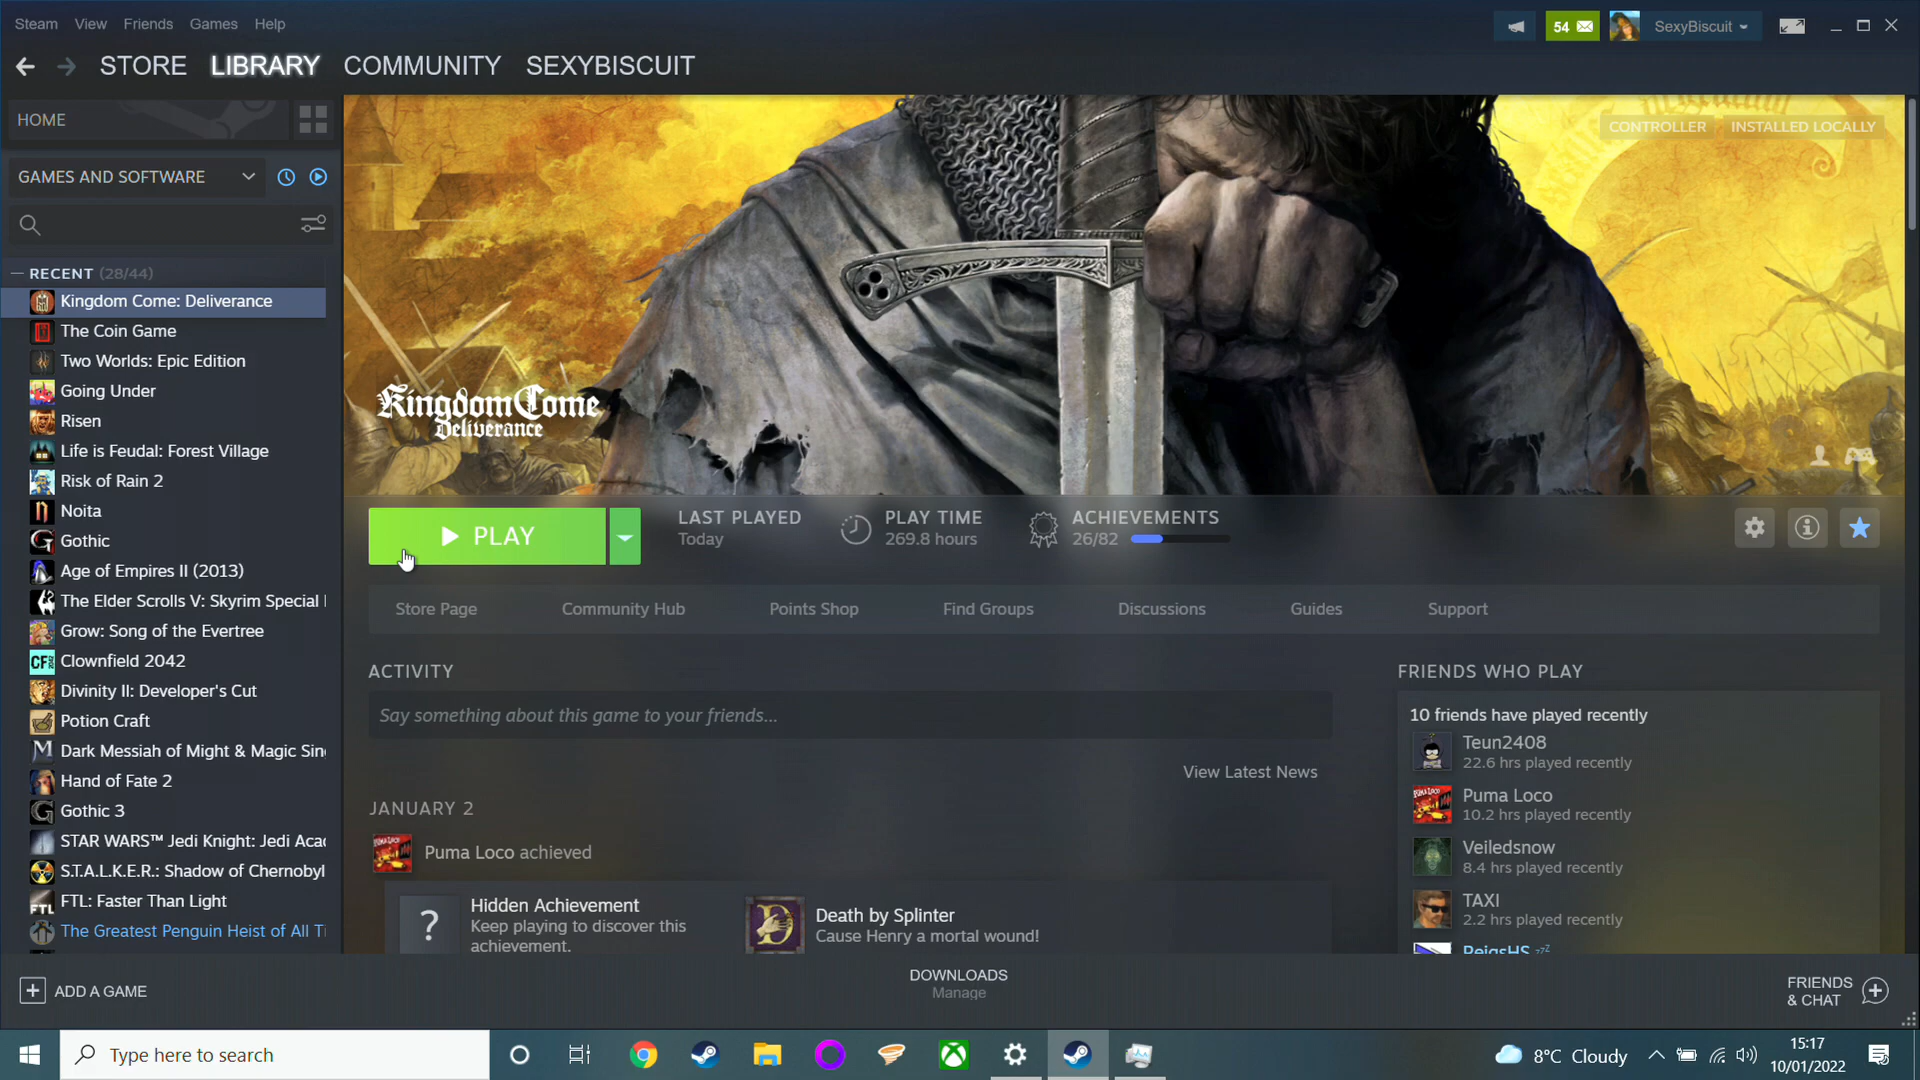 Steam View Friends Games Help
54
SexyBiscuit
STORE LIBRARY COMMUNITY SEXYBISCUIT
HOME
GAMES AND SOFTWARE
RECENT (28/44)
Kingdom Come: Deliverance
The Coin Game
Two Worlds: Epic Edition
Going Under
Risen
Life is Feudal: Forest Village
Risk of Rain 2
Noita
Gothic
Age of Empires II (2013)
The Elder Scrolls V: Skyrim Special
Grow: Song of the Evertree
CF
Clownfield 2042
Divinity II: Developer's Cut
Potion Craft
Dark Messiah of Might & Magic Sin
Hand of Fate 2
Gothic 3
STAR WARS™ Jedi Knight: Jedi Aca
S.T.A.L.K.E.R.: Shadow of Chernobyl
FTL
FTL: Faster Than Light
The Greatest Penguin Heist of All Ti
ADD A GAME
CONTROLLER
INSTALLED LOCALLY
Kingdom Come
Deliverance
PLAY
LAST PLAYED
Today
PLAY TIME
269.8 hours
ACHIEVEMENTS
26/82
Store Page Community Hub Points Shop Find Groups Discussions Guides Support
ACTIVITY
Say something about this game to your friends...
View Latest News
JANUARY 2
PUMA LOCO
Puma Loco achieved
?
Hidden Achievement
Keep playing to discover this
achievement.
Death by Splinter
Cause Henry a mortal wound!
FRIENDS WHO PLAY
10 friends have played recently
Teun2408
22.6 hrs played recently
PUMA LOCO
Puma Loco
10.2 hrs played recently
Veiledsnow
8.4 hrs played recently
TAXI
2.2 hrs played recently
ReigsHS zZZ
DOWNLOADS
Manage
FRIENDS
& CHAT
Type here to search
8°C Cloudy
15:17
10/01/2022